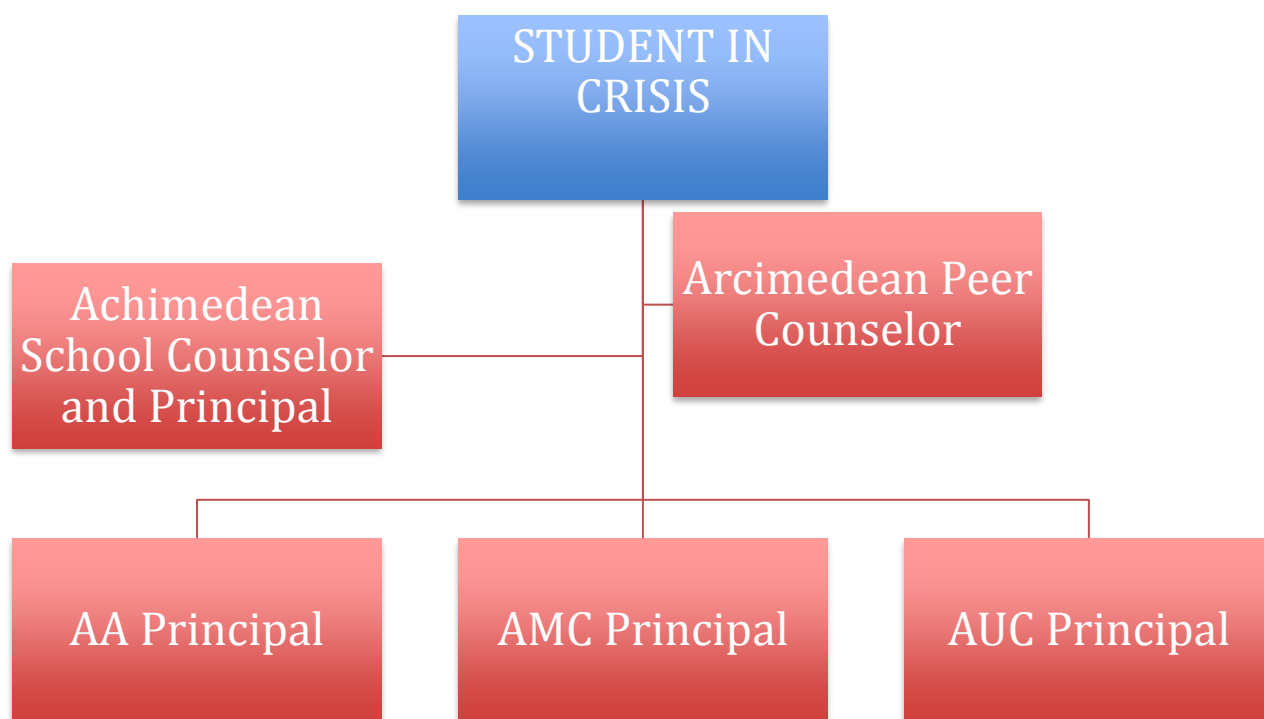 STUDENT IN
CRISIS
Arcimedean Peer
Counselor
Achimedean
School Counselor
and Principal
AA Principal
AMC Principal
AUC Principal